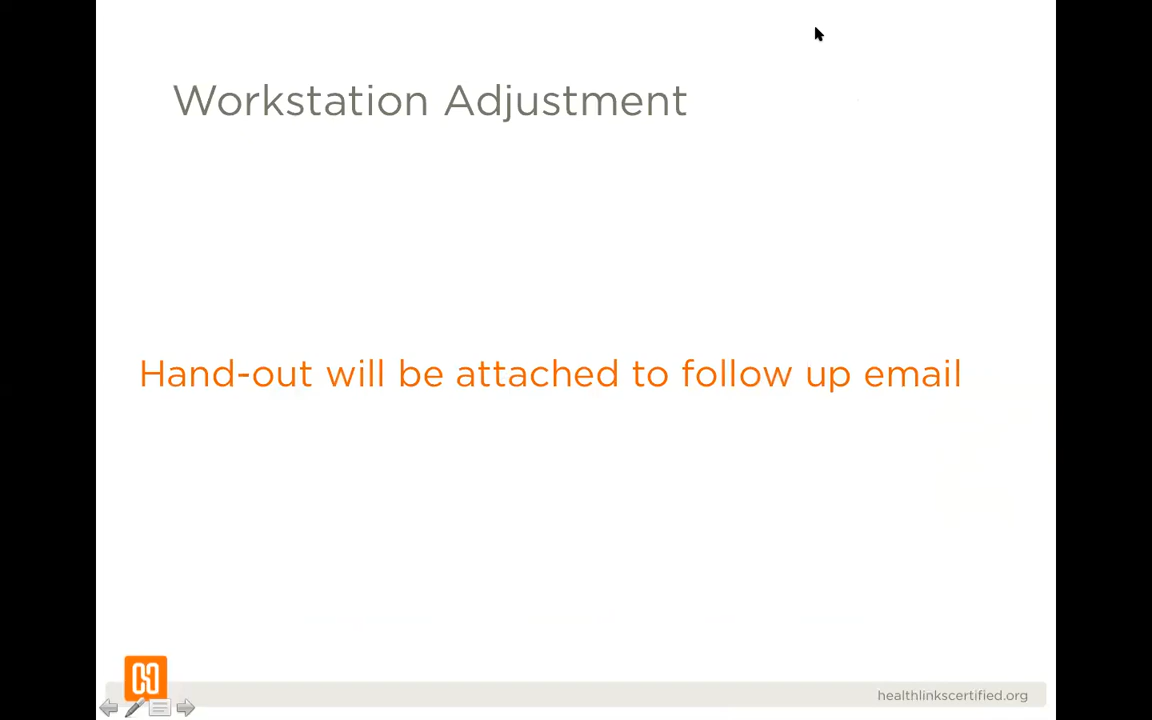 Workstation Adjustment
Hand-out will be attached to follow up email
healthlinkscertified.org